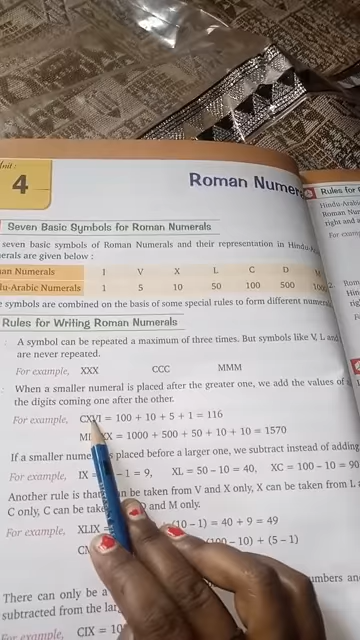 Unit:
4
Roman Numer
Rules for
Seven Basic Symbols for Roman Numerals
Hindu-Arabic
Roman Num
right and a
For examp
seven basic symbols of Roman Numerals and their representation in Hindu-
erals are given below :
an Numerals I V X L C D M
du-Arabic Numerals 1 5 10 50 100 500 100
e symbols are combined on the basis of some special rules to form different numera
Rules for Writing Roman Numerals
A symbol can be repeated a maximum of three times. But symbols like V, L and
are never repeated.
For example, XXX CCC MMM
When a smaller numeral is placed after the greater one, we add the values of
the digits coming one after the other.
For example, CXVI = 100 + 10 + 5 + 1 = 116
XX = 1000 + 500 + 50 + 10 + 10 = 1570
If a smaller nume placed before a larger one, we subtract instead of adding
For example, IX = - 1 = 9, XL = 50 - 10 = 40, XC = 100 - 10 = 90
Another rule is that be taken from V and X only, X can be taken from L a
C only, C can be take and M only.
For example, XLIX = (10 - 1) = 40 + 9 = 49
100 - 10) + (5 - 1)
There can only be a umbers and
subtracted from the lar
For example, CIX = 10